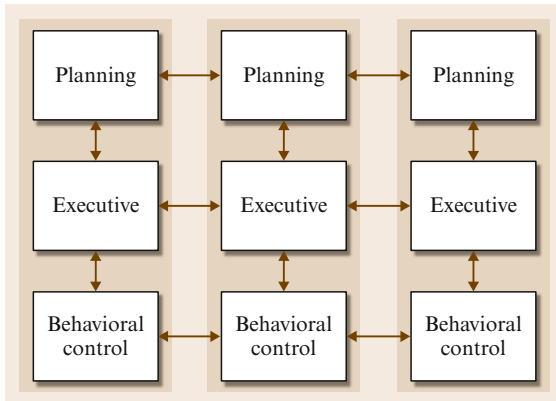 Planning
Planning
Planning
Executive
Executive
Executive
Behavioral
control
Behavioral
control
Behavioral
control